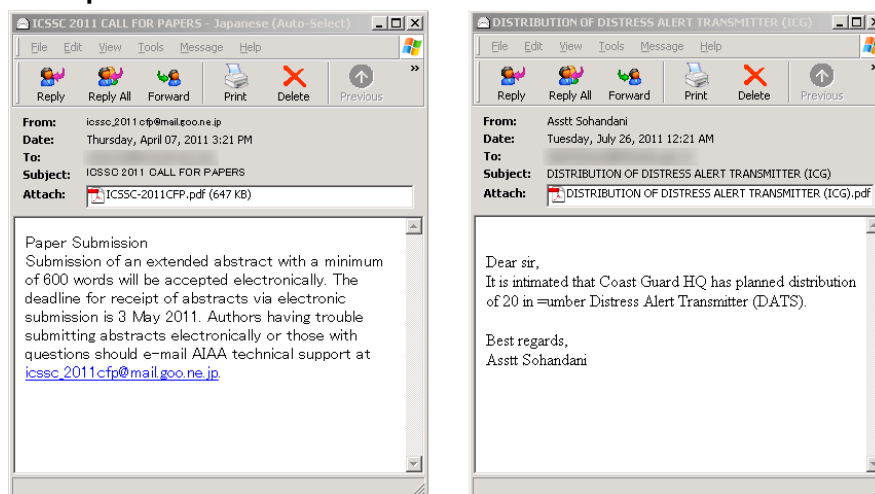 ICSSC 2011 CALL FOR PAPERS - Japanese (Auto-Select)
File Edit View Tools Message Help
Reply Reply All Forward Print Delete Previous »
From: icssc_2011cfp@mail.goo.ne.jp
Date: Thursday, April 07, 2011 3:21 PM
To:
Subject: ICSSC 2011 CALL FOR PAPERS
Attach: ICSSC-2011CFP.pdf (647 KB)
Paper Submission
Submission of an extended abstract with a minimum
of 600 words will be accepted electronically. The
deadline for receipt of abstracts via electronic
submission is 3 May 2011. Authors having trouble
submitting abstracts electronically or those with
questions should e-mail AIAA technical support at
icssc_2011cfp@mail.goo.ne.jp.
DISTRIBUTION OF DISTRESS ALERT TRANSMITTER (ICG)
File Edit View Tools Message Help
Reply Reply All Forward Print Delete Previous
From: Asstt Sohandani
Date: Tuesday, July 26, 2011 12:21 AM
To:
Subject: DISTRIBUTION OF DISTRESS ALERT TRANSMITTER (ICG)
Attach: DISTRIBUTION OF DISTRESS ALERT TRANSMITTER (ICG).pdf
Dear sir,
It is intimated that Coast Guard HQ has planned distribution
of 20 in =umber Distress Alert Transmitter (DATS).
Best regards,
Asstt Sohandani